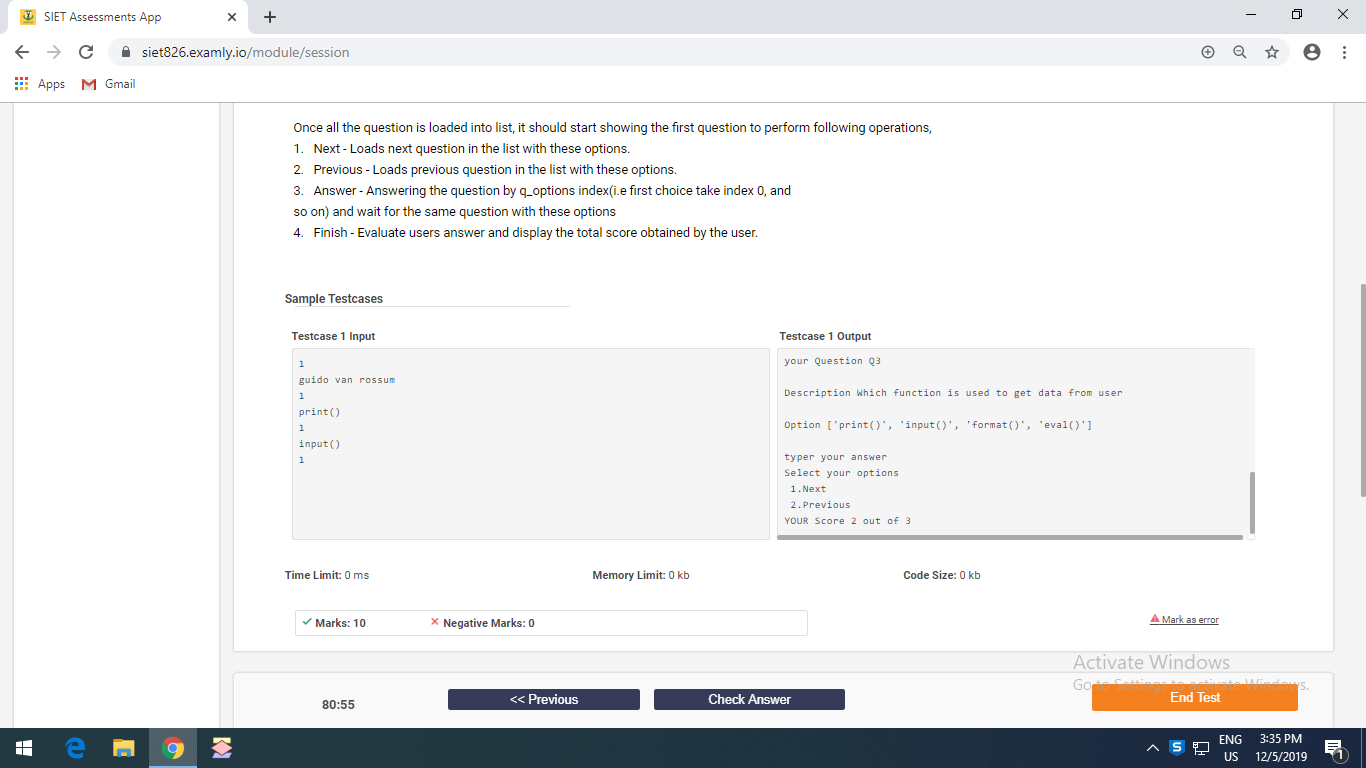 SIET Assessments App
siet826.examly.io/module/session
Apps
Gmail
Once all the question is loaded into list, it should start showing the first question to perform following operations,
1. Next - Loads next question in the list with these options.
2. Previous - Loads previous question in the list with these options.
3. Answer - Answering the question by q_options index(i.e first choice take index 0, and
so on) and wait for the same question with these options
4. Finish - Evaluate users answer and display the total score obtained by the user.
Sample Testcases
Testcase 1 Input
1
guido van rossum
1
print()
1
input()
1
Testcase 1 Output
your Question Q3
Description Which function is used to get data from user
Option ['print()', 'input()', 'format()', 'eval()']
typer your answer
Select your options
1.Next
2.Previous
YOUR Score 2 out of 3
Time Limit: 0 ms
Memory Limit: 0 kb
Code Size: 0 kb
Marks: 10
Negative Marks: 0
Mark as error
Activate Windows
Go to Settings to activate Windows.
80:55
<< Previous
Check Answer
End Test
ENG
US
3:35 PM
12/5/2019
1